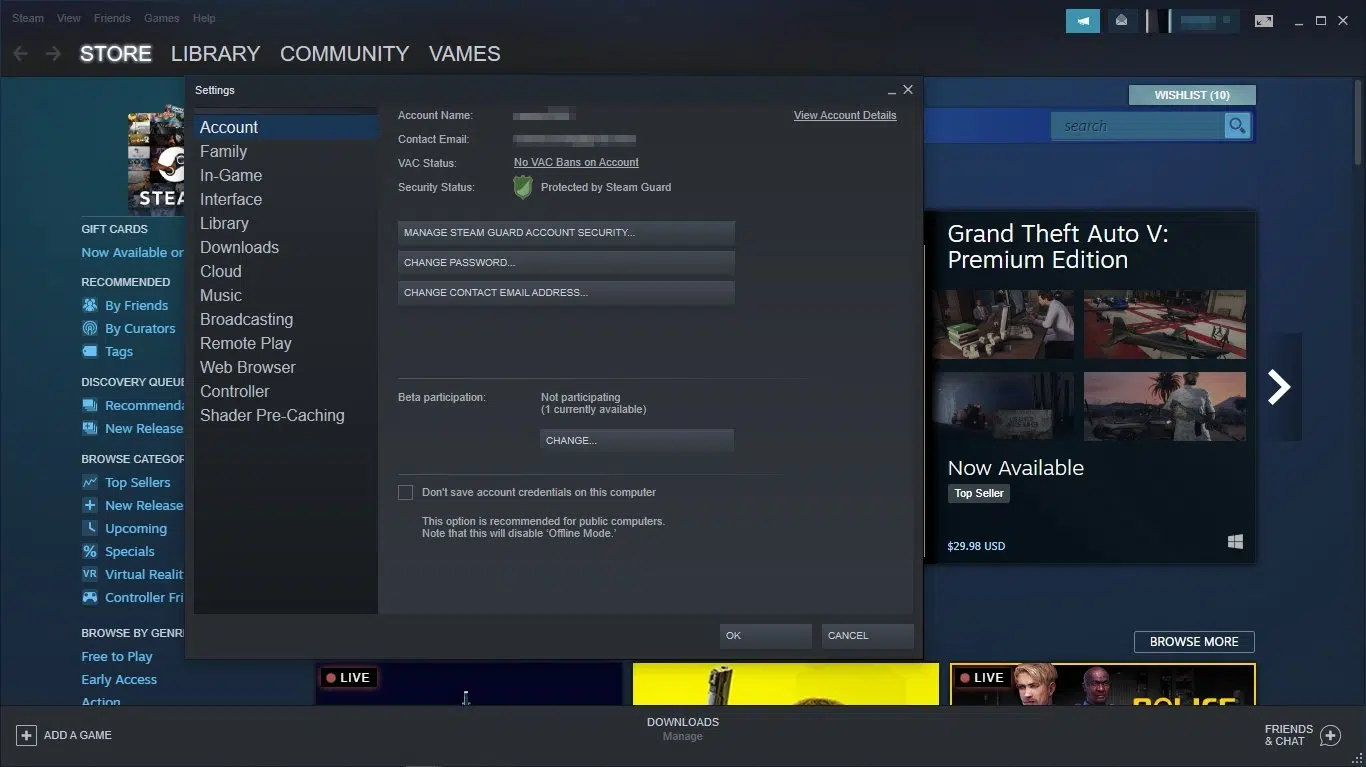 Steam View Friends Games Help
STORE LIBRARY COMMUNITY VAMES
WISHLIST (10)
search
STEA
GIFT CARDS
Now Available or
RECOMMENDED
By Friends
By Curators
Tags
DISCOVERY QUEUE
Recommenda
New Release
BROWSE CATEGOR
Top Sellers
New Release
Upcoming
Specials
VR Virtual Realit
Controller Fri
BROWSE BY GENRE
Free to Play
Early Access
Action
Settings
Account
Family
In-Game
Interface
Library
Downloads
Cloud
Music
Broadcasting
Remote Play
Web Browser
Controller
Shader Pre-Caching
Account Name:
View Account Details
Contact Email:
VAC Status: No VAC Bans on Account
Security Status: Protected by Steam Guard
MANAGE STEAM GUARD ACCOUNT SECURITY...
CHANGE PASSWORD...
CHANGE CONTACT EMAIL ADDRESS...
Beta participation: Not participating
(1 currently available)
CHANGE...
Don't save account credentials on this computer
This option is recommended for public computers.
Note that this will disable ‘Offline Mode.’
OK CANCEL
Grand Theft Auto V:
Premium Edition
Now Available
Top Seller
$29.98 USD
BROWSE MORE
LIVE
LIVE
POLICE
ADD A GAME
DOWNLOADS
Manage
FRIENDS
& CHAT